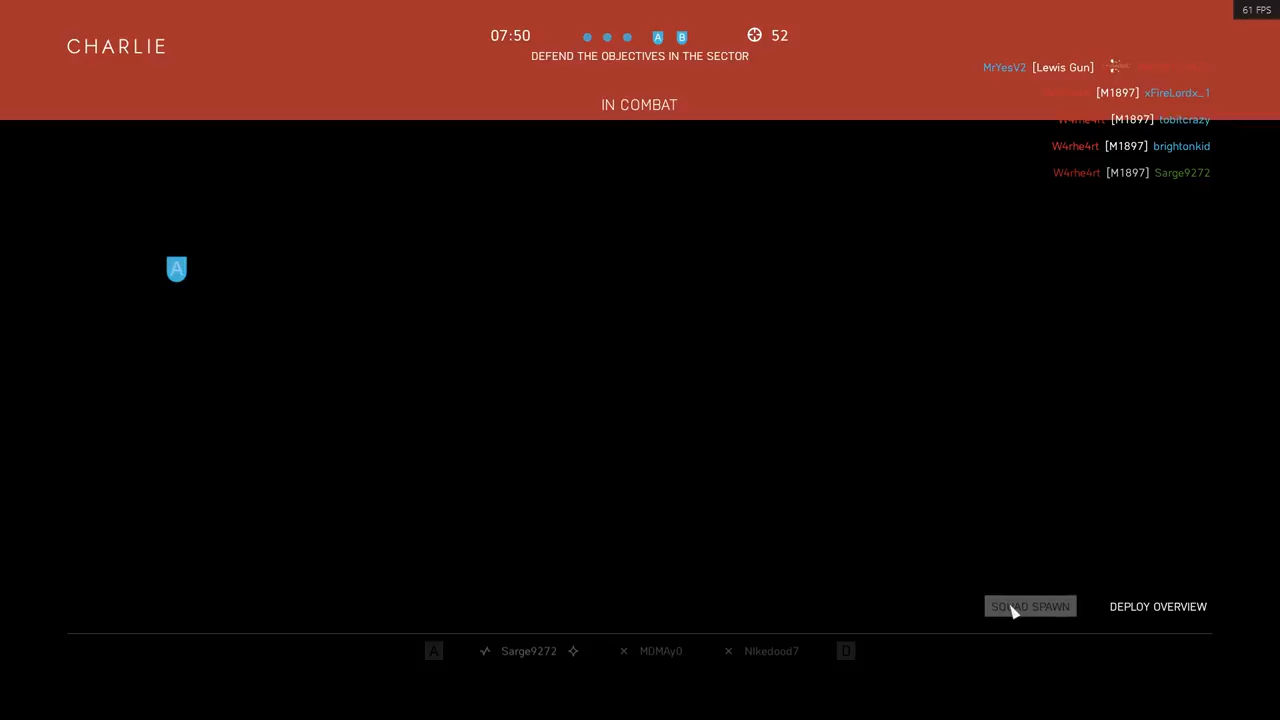 61 FPS
CHARLIE
07:50 A B 52
DEFEND THE OBJECTIVES IN THE SECTOR
IN COMBAT
MrYesV2 [Lewis Gun]
[M1897] xFireLordx_1
W4rhe4rt [M1897] tobitcrazy
W4rhe4rt [M1897] brightonkid
W4rhe4rt [M1897] Sarge9272
A
SQUAD SPAWN DEPLOY OVERVIEW
A Sarge9272 MDMAy0 NIkedood7 D